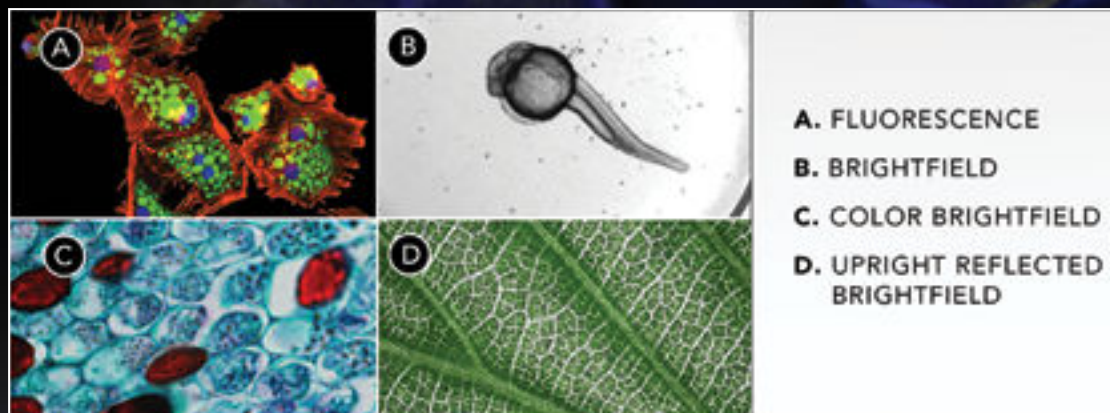 A
B
C
D
A. FLUORESCENCE
B. BRIGHTFIELD
C. COLOR BRIGHTFIELD
D. UPRIGHT REFLECTED
BRIGHTFIELD